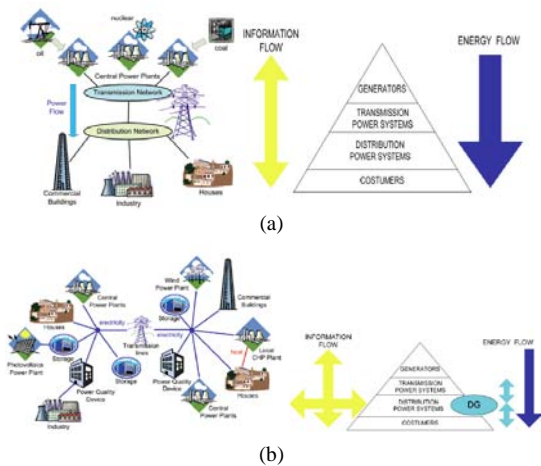 nuclear
oil
coal
Central Power Plants
Transmission Network
Power
Flow
Distribution Network
Commercial
Buildings
Industry
Houses
INFORMATION
FLOW
GENERATORS
TRANSMISSION
POWER SYSTEMS
DISTRIBUTION
POWER SYSTEMS
COSTUMERS
ENERGY FLOW
(a)
Central
Power Plants
Houses
Storage
Photovoltaics
Power Plant
Storage
Power Quality
Device
Industry
electricity
Transmission
lines
electricity
Wind
Power Plant
Storage
Commercial
Buildings
Local
CHP Plant
heat
Houses
Power Quality
Device
Central
Power Plants
INFORMATION
FLOW
GENERATORS
TRANSMISSION
POWER SYSTEMS
DISTRIBUTION
POWER SYSTEMS
COSTUMERS
DG
ENERGY FLOW
(b)